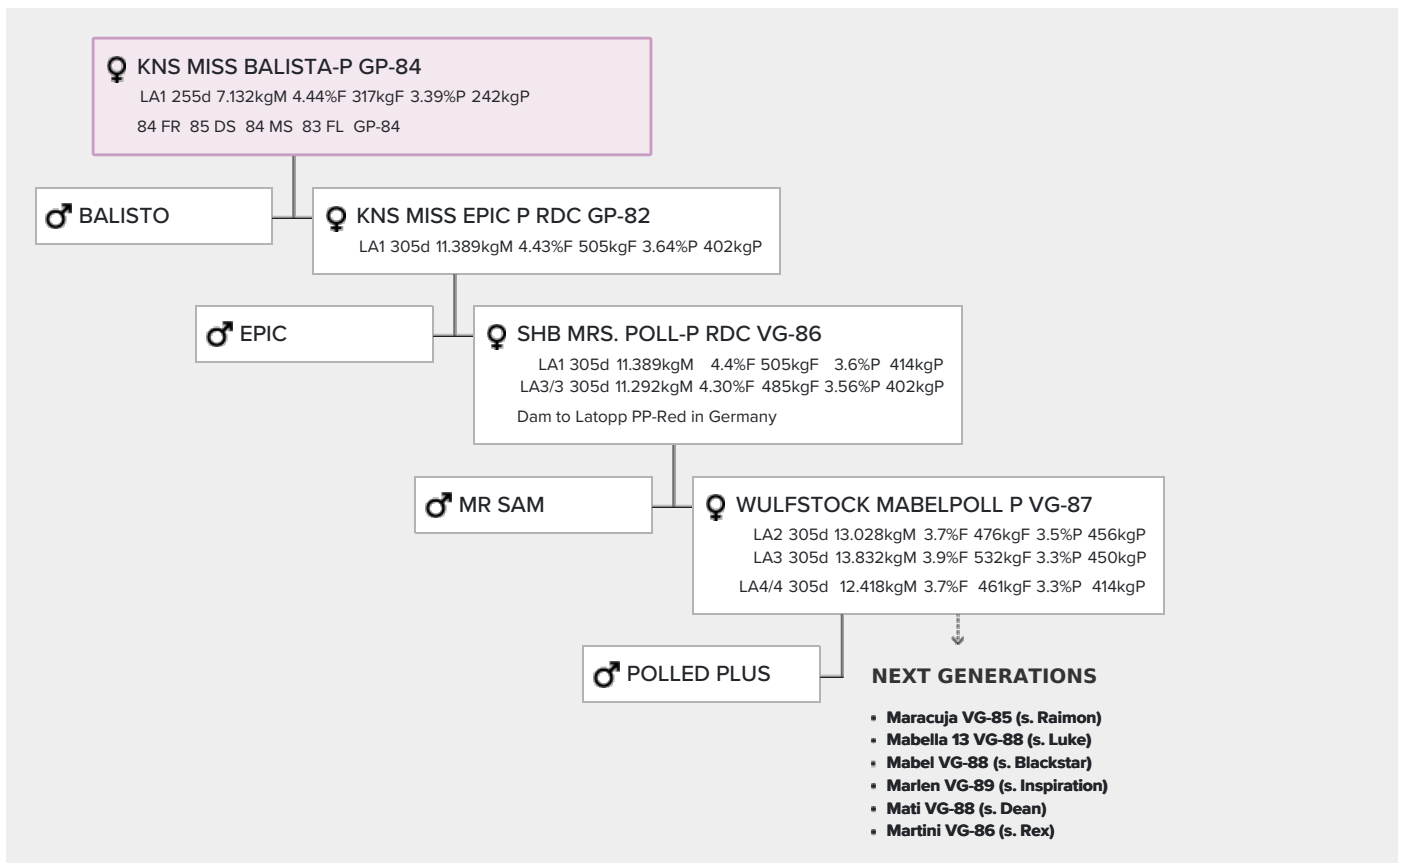 KNS MISS BALISTA-P GP-84
LA1 255d 7.132kgM 4.44%F 317kgF 3.39%P 242kgP
84 FR 85 DS 84 MS 83 FL GP-84
BALISTO
KNS MISS EPIC P RDC GP-82
LA1 305d 11.389kgM 4.43%F 505kgF 3.64%P 402kgP
EPIC
SHB MRS. POLL-P RDC VG-86
LA1 305d 11.389kgM 4.4%F 505kgF 3.6%P 414kgP
LA3/3 305d 11.292kgM 4.30%F 485kgF 3.56%P 402kgP
Dam to Latopp PP-Red in Germany
MR SAM
WULFSTOCK MABELPOLL P VG-87
LA2 305d 13.028kgM 3.7%F 476kgF 3.5%P 456kgP
LA3 305d 13.832kgM 3.9%F 532kgF 3.3%P 450kgP
LA4/4 305d 12.418kgM 3.7%F 461kgF 3.3%P 414kgP
POLLED PLUS
NEXT GENERATIONS
• Maracuja VG-85 (s. Raimon)
• Mabella 13 VG-88 (s. Luke)
• Mabel VG-88 (s. Blackstar)
• Marlen VG-89 (s. Inspiration)
• Mati VG-88 (s. Dean)
• Martini VG-86 (s. Rex)